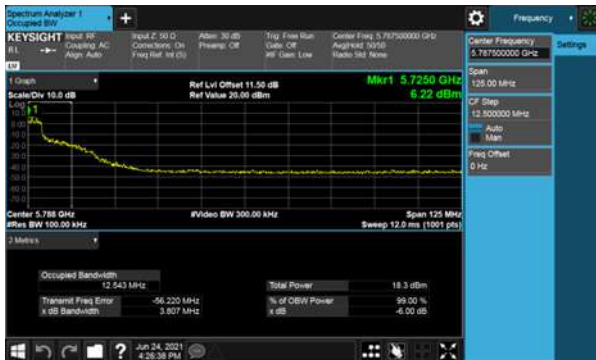 Spectrum Analyzer 1
Occupied BW
+
Frequency
KEYSIGHT
Input: RF
Coupling: AC
Align: Auto
Input Z: 50 Ω
Corrections: On
Freq Ref: Int (S)
Atten: 30 dB
Preamp: Off
Trig: Free Run
Gate: Off
#IF Gain: Low
Center Freq: 5.787500000 GHz
Avg|Hold: 50/50
Radio Std: None
RL
Center Frequency
5.787500000 GHz
Settings
Span
125.00 MHz
CF Step
12.500000 MHz
Auto
Man
Freq Offset
0 Hz
1 Graph
Scale/Div 10.0 dB
Ref Lvl Offset 11.50 dB
Ref Value 20.00 dBm
Mkr1 5.7250 GHz
6.22 dBm
Log
10.0
0.00
1
Center 5.788 GHz
#Res BW 100.00 kHz
#Video BW 300.00 kHz
Span 125 MHz
Sweep 12.0 ms (1001 pts)
2 Metrics
Occupied Bandwidth
12.543 MHz
Total Power
18.3 dBm
Transmit Freq Error
-56.220 MHz
% of OBW Power
99.00 %
x dB Bandwidth
3.807 MHz
x dB
-6.00 dB
?
Jun 24, 2021
4:26:38 PM